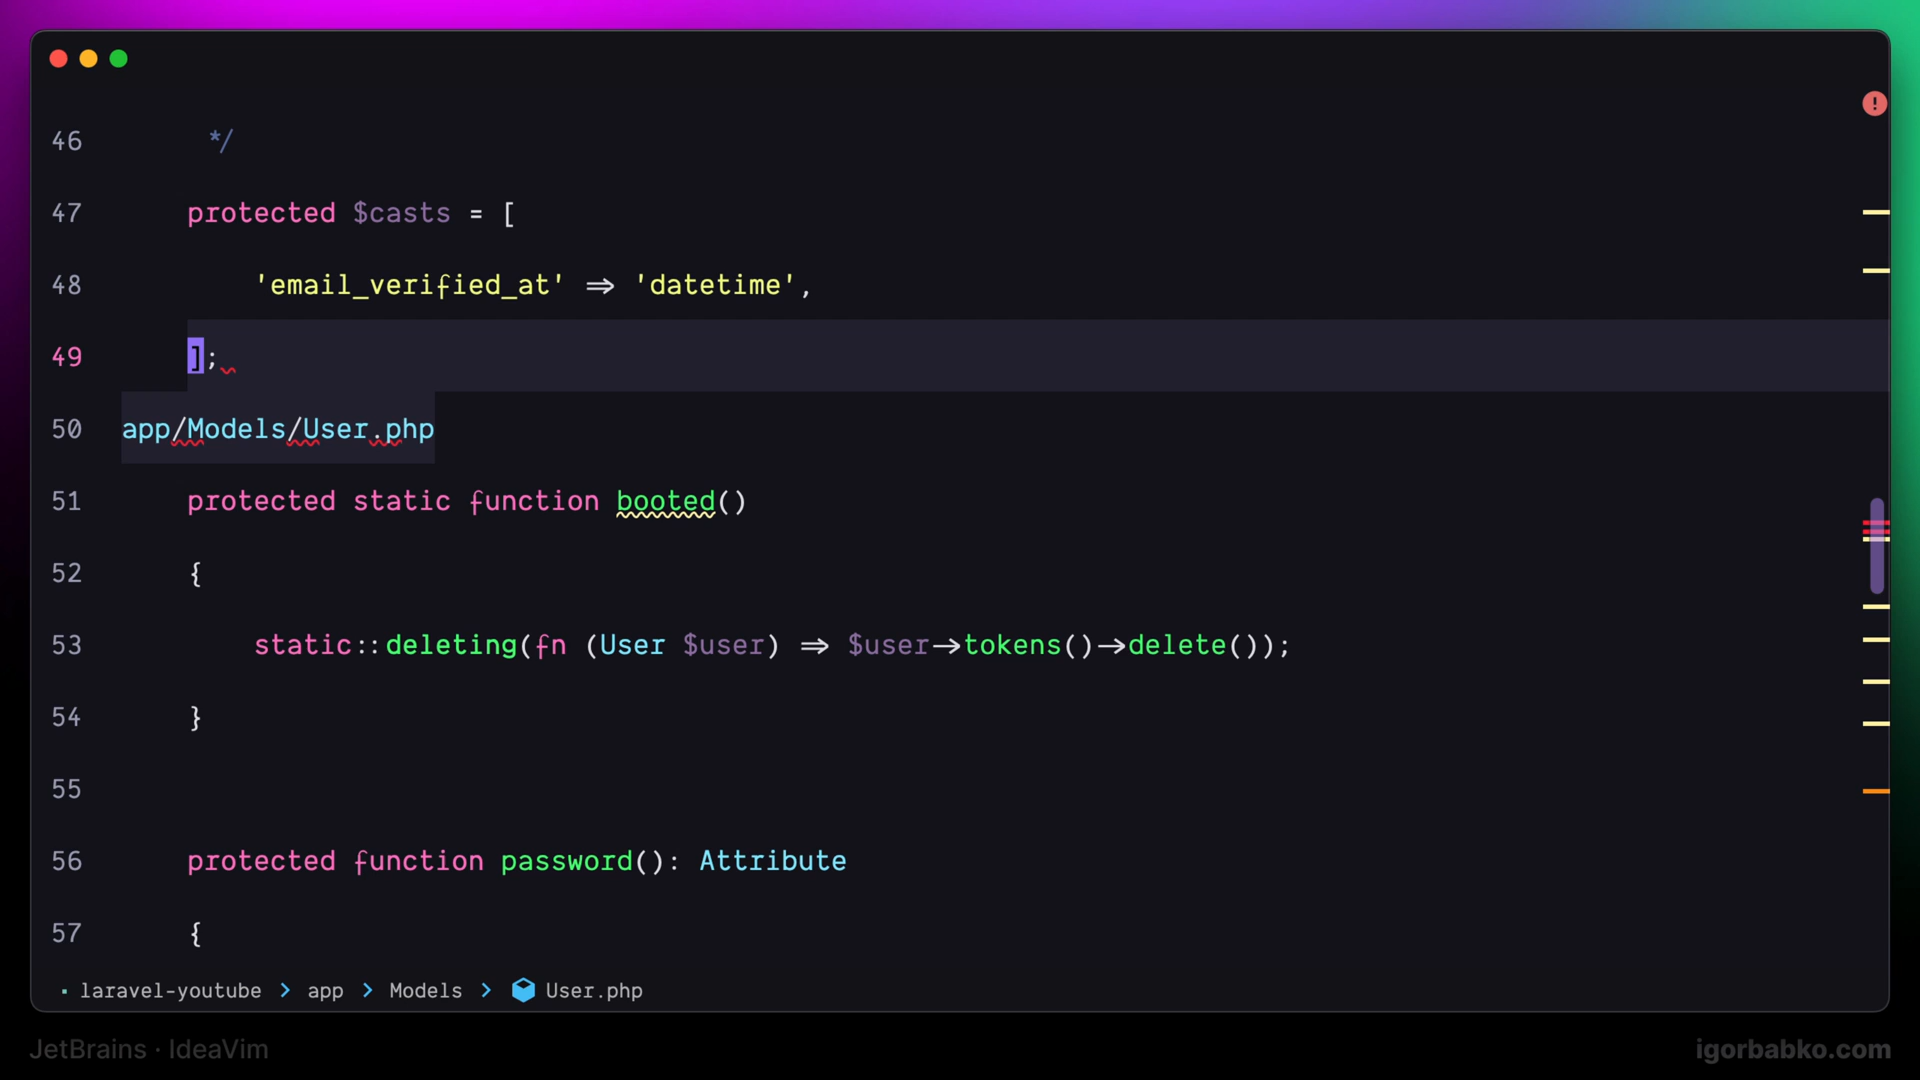 46 */
47 protected $casts = [
48 'email_verified_at' => 'datetime',
49 ];
50 app/Models/User.php
51 protected static function booted()
52 {
53 static::deleting(fn (User $user) => $user->tokens()->delete());
54 }
55
56 protected function password(): Attribute
57 {
laravel-youtube > app > Models > User.php
JetBrains · IdeaVim
igorbabko.com